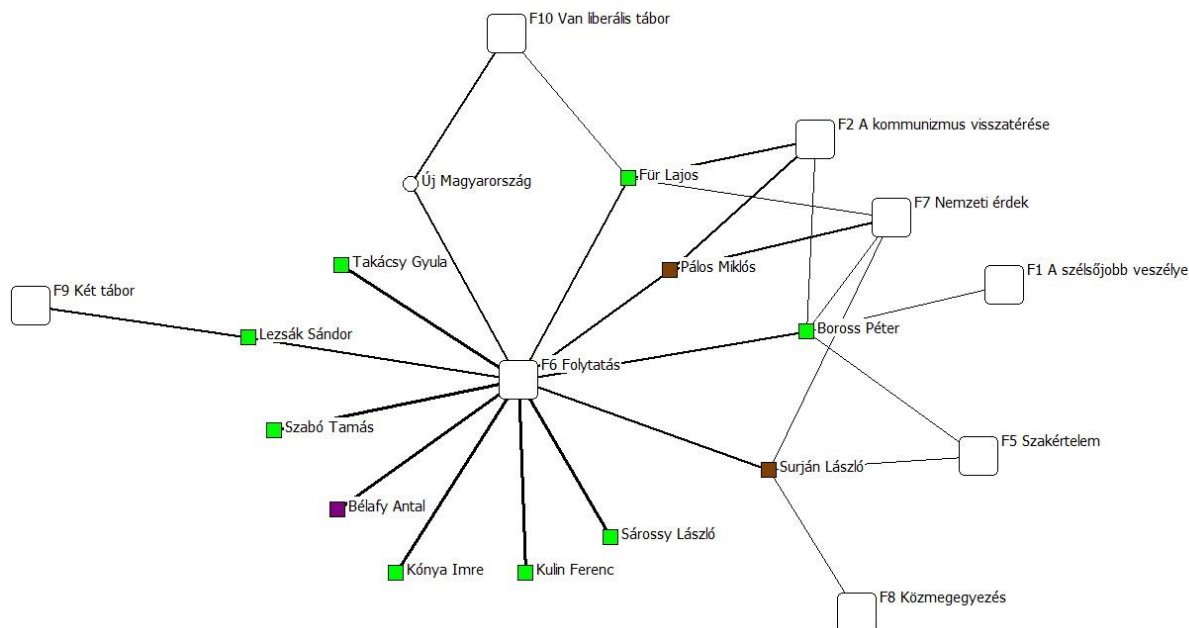 F10 Van liberális tábor
F2 A kommunizmus visszatérése
Für Lajos
Új Magyarország
F7 Nemzeti érdek
Takácsy Gyula
Pálos Miklós
F1 A szélsőjobb veszélye
F9 Két tábor
Lezsák Sándor
Boross Péter
F6 Folytatás
Szabó Tamás
F5 Szakértelem
Surján László
Bélafy Antal
Sárossy László
Kónya Imre
Kulin Ferenc
F8 Közmegegyezés